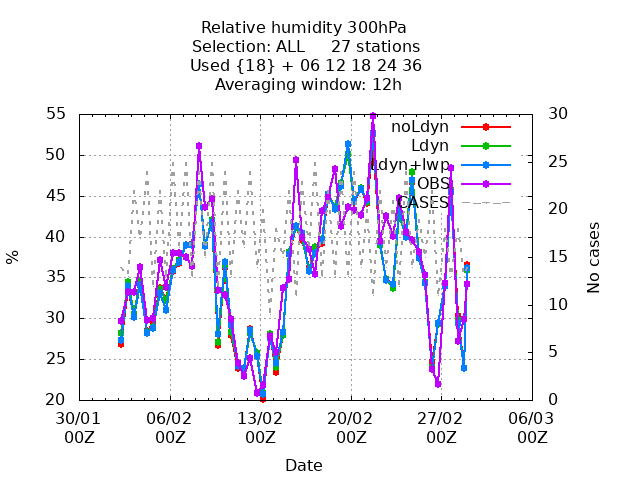 Relative humidity 300hPa
Selection: ALL 27 stations
Used {18} + 06 12 18 24 36
Averaging window: 12h
55
50
45
40
35
30
25
20
%
30
25
20
15
10
5
0
No cases
noLdyn
Ldyn
Ldyn+lwp
OBS
CASES
30/01 06/02 13/02 20/02 27/02 06/03
00Z 00Z 00Z 00Z 00Z 00Z
Date